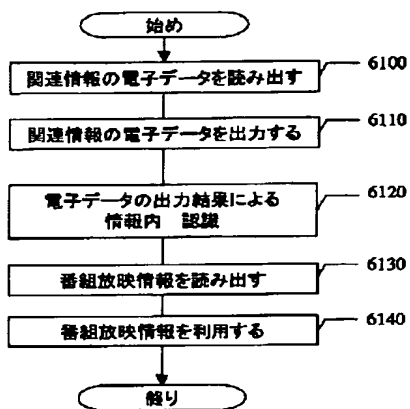 始め
関連情報の電子データを読み出す
6100
関連情報の電子データを出力する
6110
電子データの出力結果による
情報内 認識
6120
番組放映情報を読み出す
6130
番組放映情報を利用する
6140
終り